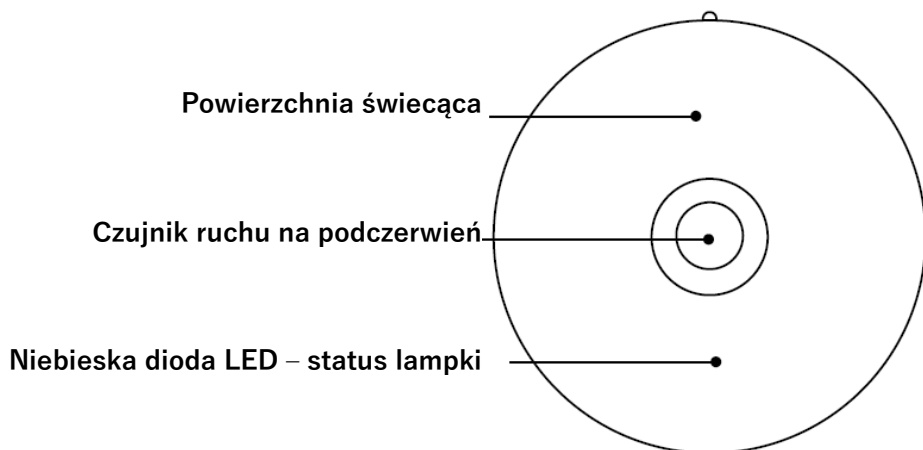 Powierzchnia świecąca
Czujnik ruchu na podczerwień
Niebieska dioda LED – status lampki